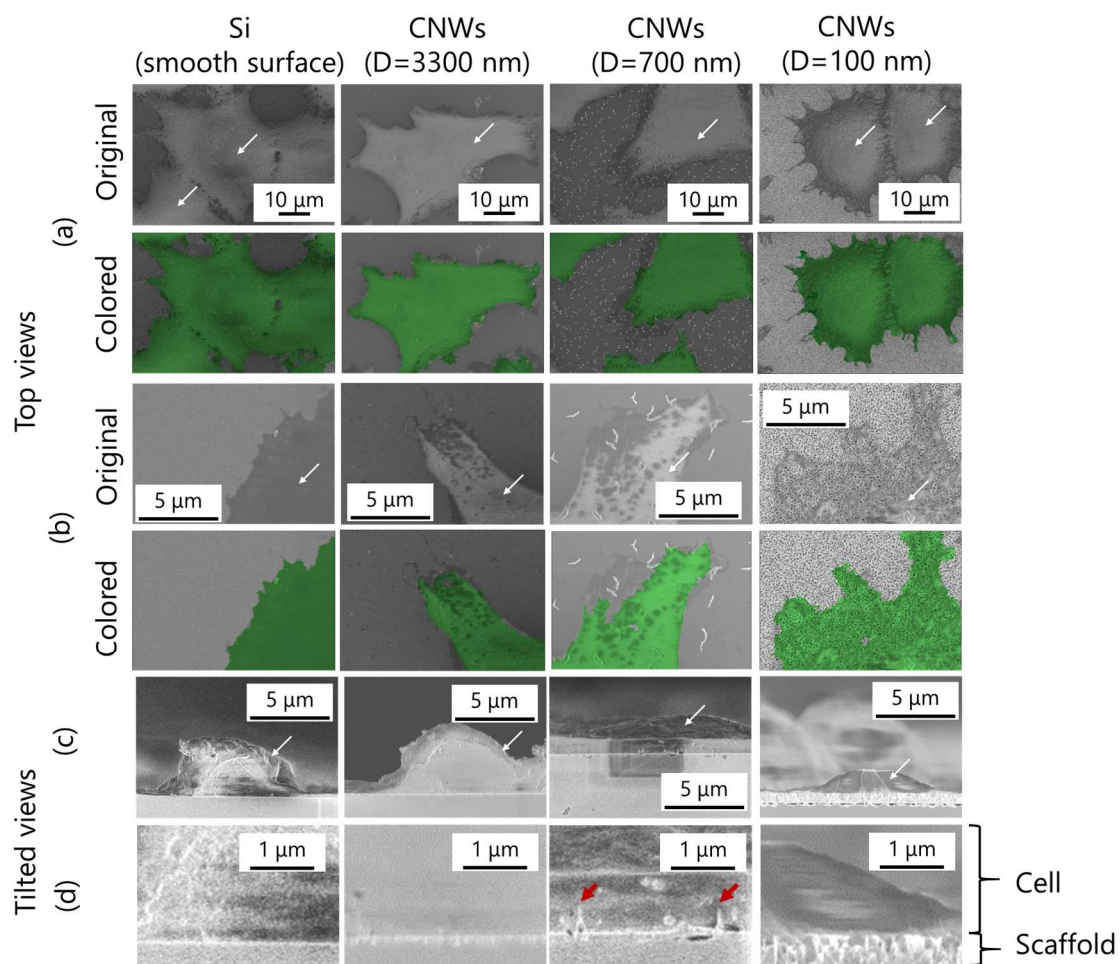 Si
(smooth surface)
CNWs
(D=3300 nm)
CNWs
(D=700 nm)
CNWs
(D=100 nm)
Top views
(a)
Original
10 μm
10 μm
10 μm
10 μm
Colored
(b)
Original
5 μm
5 μm
5 μm
5 μm
Colored
Tilted views
(c)
5 μm
5 μm
5 μm
5 μm
(d)
1 μm
1 μm
1 μm
1 μm
Cell
Scaffold